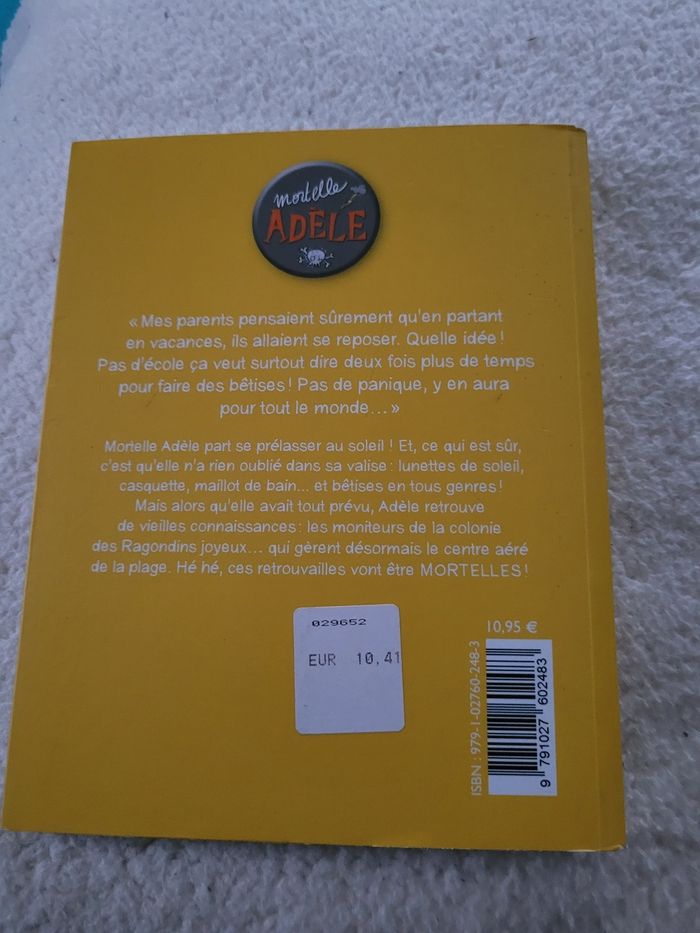 mortelle
ADÈLE
« Mes parents pensaient sûrement qu'en partant
en vacances, ils allaient se reposer. Quelle idée !
Pas d'école ça veut surtout dire deux fois plus de temps
pour faire des bêtises ! Pas de panique, y en aura
pour tout le monde... »
Mortelle Adèle part se prélasser au soleil ! Et, ce qui est sûr,
c'est qu'elle n'a rien oublié dans sa valise : lunettes de soleil,
casquette, maillot de bain... et bêtises en tous genres !
Mais alors qu'elle avait tout prévu, Adèle retrouve
de vieilles connaissances : les moniteurs de la colonie
des Ragondins joyeux... qui gèrent désormais le centre aéré
de la plage. Hé hé, ces retrouvailles vont être MORTELLES !
029652
EUR 10,41
10,95 €
ISBN : 979-1-02760-248-3
9 791027 602483